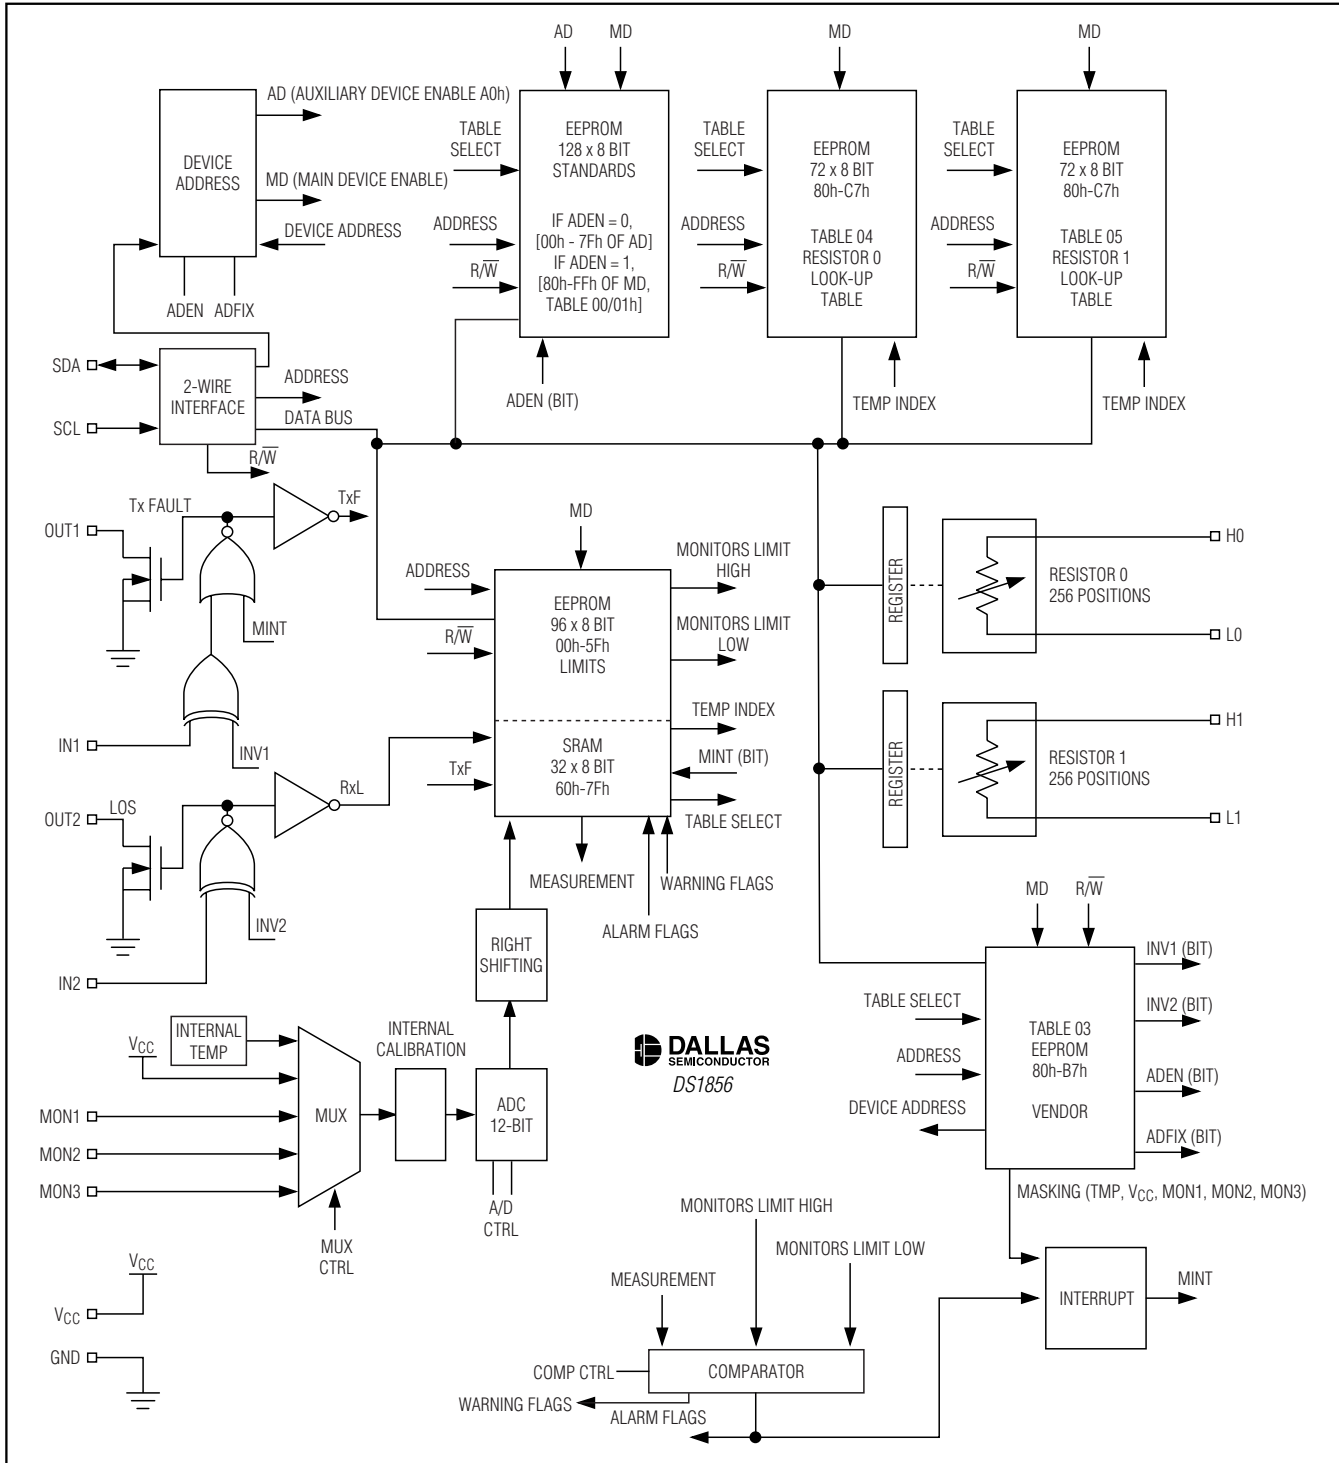 AD
MD
MD
MD
AD (AUXILIARY DEVICE ENABLE A0h)
DEVICE
ADDRESS
MD (MAIN DEVICE ENABLE)
DEVICE ADDRESS
ADEN
ADFIX
TABLE
SELECT
ADDRESS
R/W̅
EEPROM
128 x 8 BIT
STANDARDS
IF ADEN = 0,
[00h - 7Fh OF AD]
IF ADEN = 1,
[80h-FFh OF MD,
TABLE 00/01h]
ADEN (BIT)
TABLE
SELECT
ADDRESS
R/W̅
EEPROM
72 x 8 BIT
80h-C7h
TABLE 04
RESISTOR 0
LOOK-UP
TABLE
TEMP INDEX
TABLE
SELECT
ADDRESS
R/W̅
EEPROM
72 x 8 BIT
80h-C7h
TABLE 05
RESISTOR 1
LOOK-UP
TABLE
TEMP INDEX
SDA
SCL
2-WIRE
INTERFACE
ADDRESS
DATA BUS
R/W̅
Tx FAULT
TxF
OUT1
MINT
IN1
INV1
RxL
LOS
OUT2
INV2
IN2
MD
ADDRESS
R/W̅
TxF
EEPROM
96 x 8 BIT
00h-5Fh
LIMITS
SRAM
32 x 8 BIT
60h-7Fh
MONITORS LIMIT
HIGH
MONITORS LIMIT
LOW
TEMP INDEX
MINT (BIT)
TABLE SELECT
MEASUREMENT
WARNING FLAGS
ALARM FLAGS
REGISTER
RESISTOR 0
256 POSITIONS
H0
L0
REGISTER
RESISTOR 1
256 POSITIONS
H1
L1
RIGHT
SHIFTING
INTERNAL
TEMP
VCC
MON1
MON2
MON3
MUX
MUX
CTRL
INTERNAL
CALIBRATION
ADC
12-BIT
A/D
CTRL
DALLAS
SEMICONDUCTOR
DS1856
MD
R/W̅
TABLE SELECT
ADDRESS
DEVICE ADDRESS
TABLE 03
EEPROM
80h-B7h
VENDOR
INV1 (BIT)
INV2 (BIT)
ADEN (BIT)
ADFIX (BIT)
MASKING (TMP, VCC, MON1, MON2, MON3)
VCC
VCC
GND
MONITORS LIMIT HIGH
MONITORS LIMIT LOW
MEASUREMENT
COMP CTRL
COMPARATOR
WARNING FLAGS
ALARM FLAGS
INTERRUPT
MINT